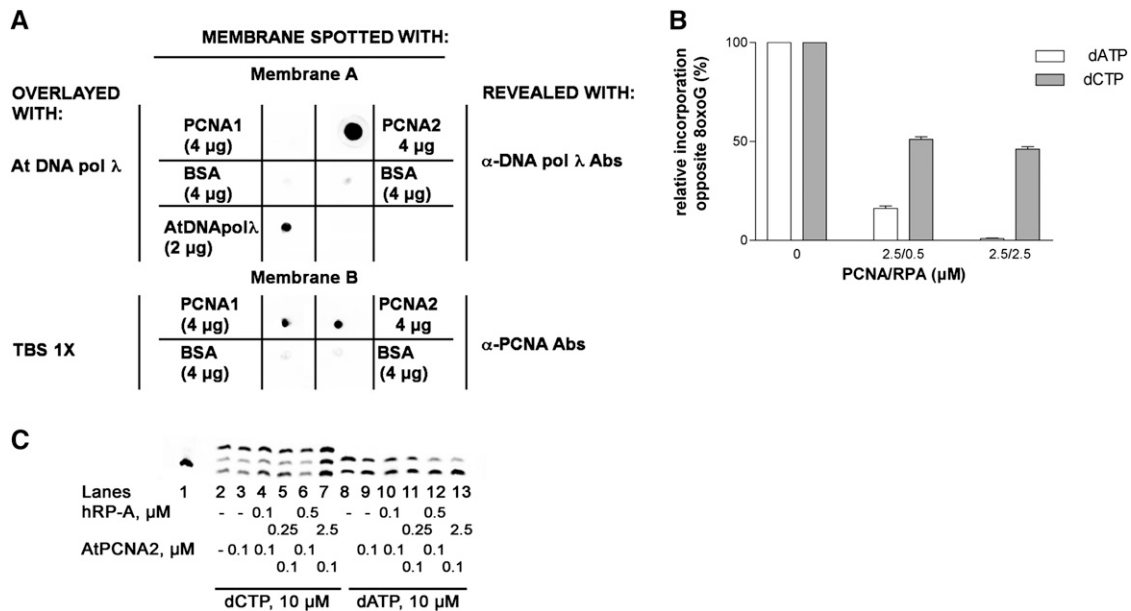 A
MEMBRANE SPOTTED WITH:
Membrane A
OVERLAYED WITH:
REVEALED WITH:
PCNA1 (4 µg)
PCNA2 4 µg
At DNA pol λ
α-DNA pol λ Abs
BSA (4 µg)
BSA (4 µg)
AtDNApolλ (2 µg)
Membrane B
PCNA1 (4 µg)
PCNA2 4 µg
TBS 1X
α-PCNA Abs
BSA (4 µg)
BSA (4 µg)
B
relative incorporation opposite 8oxoG (%)
100
50
0
dATP
dCTP
0 2.5/0.5 2.5/2.5
PCNA/RPA (µM)
C
Lanes 1 2 3 4 5 6 7 8 9 10 11 12 13
hRP-A, µM - - 0.1 0.5 - - 0.1 0.5
0.25 2.5 0.25 2.5
AtPCNA2, µM - 0.1 0.1 0.1 0.1 0.1 0.1
0.1 0.1 0.1 0.1
dCTP, 10 µM dATP, 10 µM